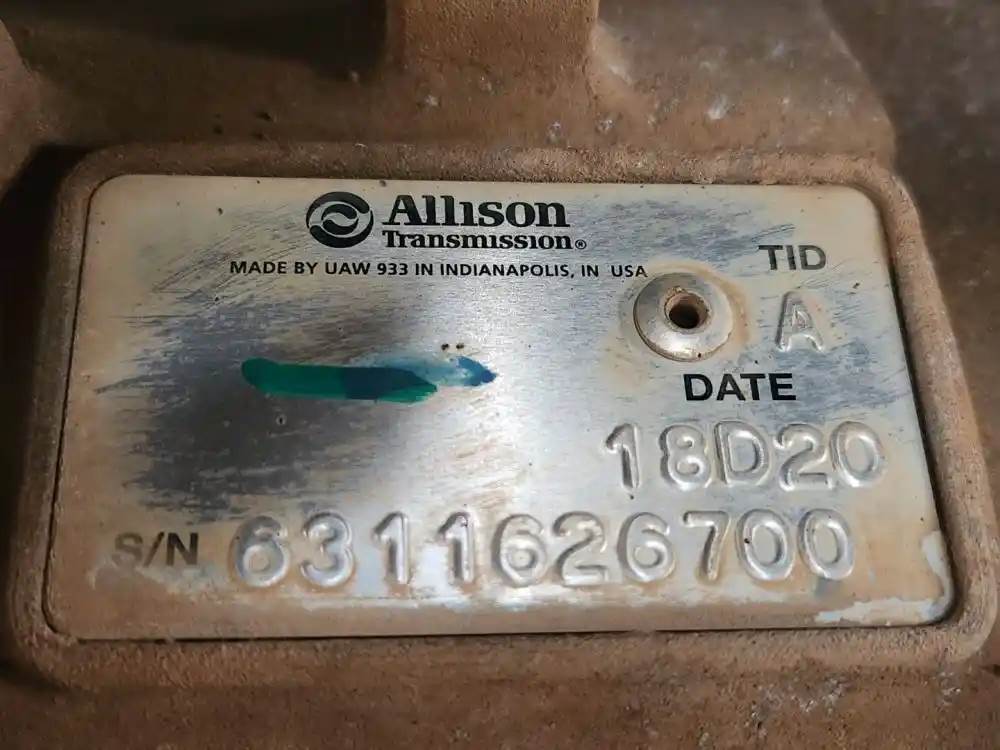 Allison
Transmission®
MADE BY UAW 933 IN INDIANAPOLIS, IN USA
TID
A
DATE
18D20
S/N 6311626700